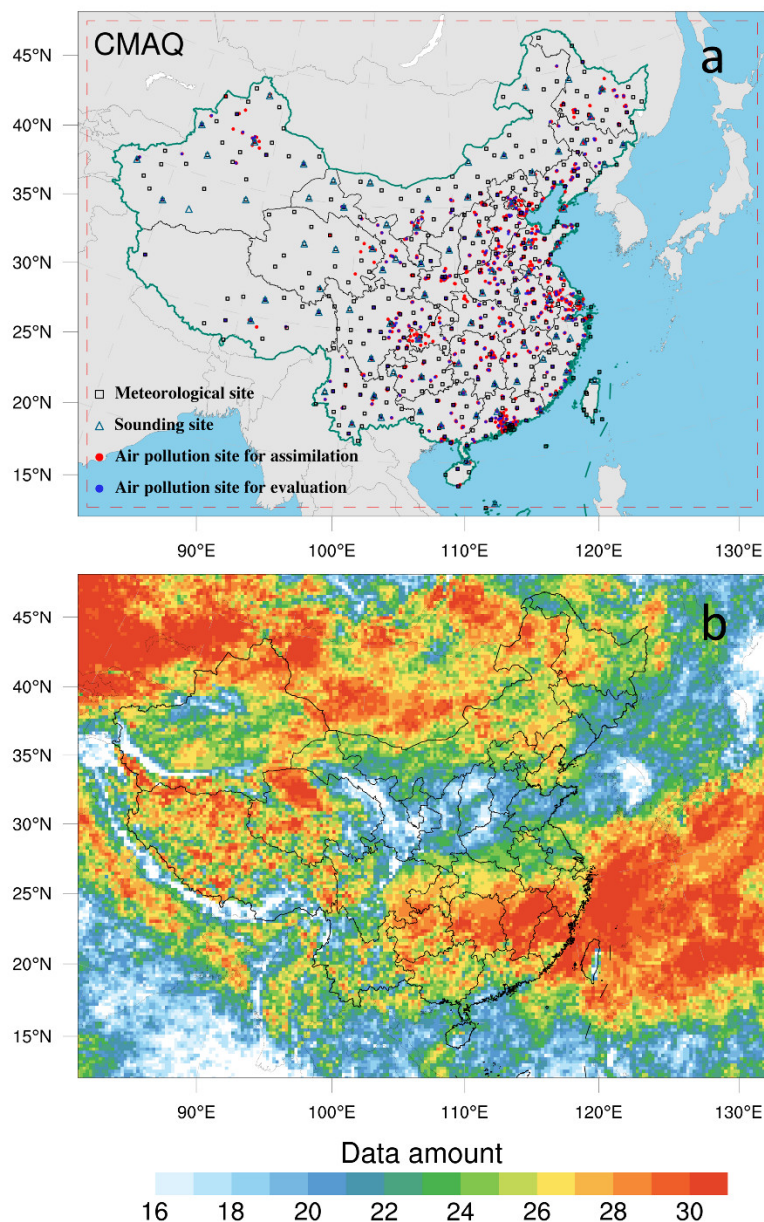 CMAQ
a
45°N
40°N
35°N
30°N
25°N
20°N
15°N
Meteorological site
Sounding site
Air pollution site for assimilation
Air pollution site for evaluation
90°E 100°E 110°E 120°E 130°E
b
45°N
40°N
35°N
30°N
25°N
20°N
15°N
90°E 100°E 110°E 120°E 130°E
Data amount
16 18 20 22 24 26 28 30